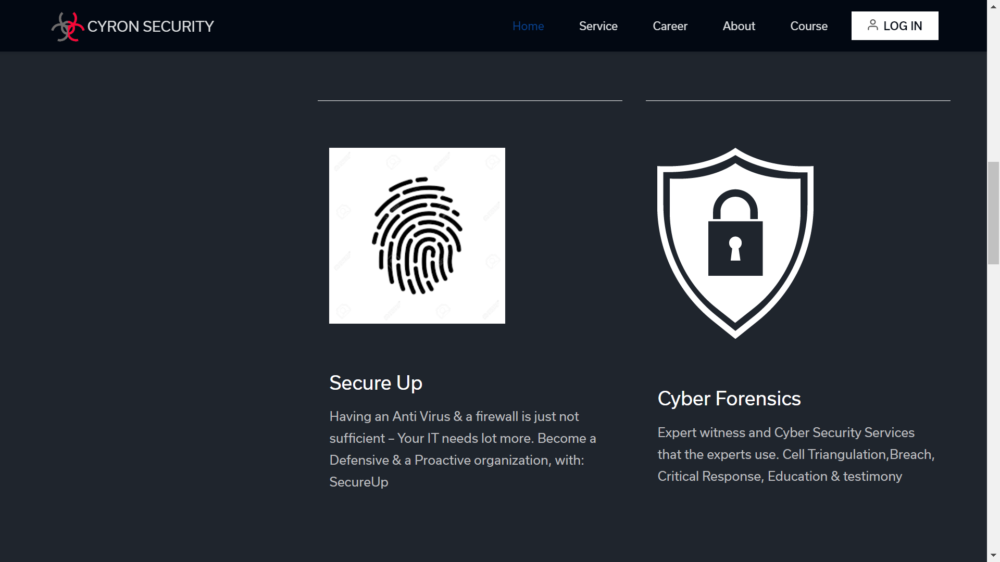 CYRON SECURITY
Home
Service
Career
About
Course
LOG IN
Secure Up
Having an Anti Virus & a firewall is just not
sufficient – Your IT needs lot more. Become a
Defensive & a Proactive organization, with:
SecureUp
Cyber Forensics
Expert witness and Cyber Security Services
that the experts use. Cell Triangulation,Breach,
Critical Response, Education & testimony